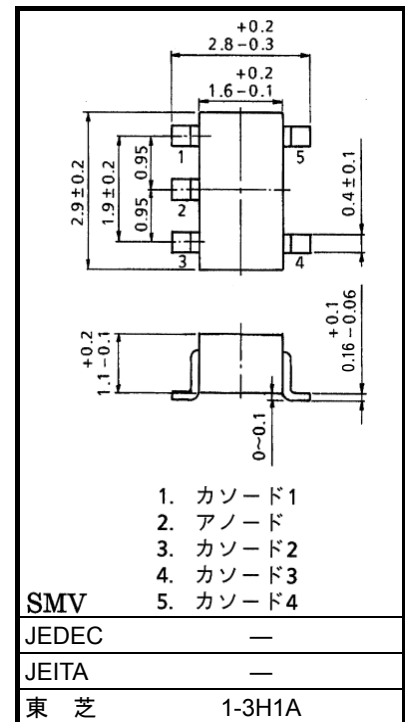 +0.2
2.8−0.3
+0.2
1.6−0.1
1
5
2
3
4
2.9±0.2
1.9±0.2
0.95
0.95
0.4±0.1
+0.1
0.16−0.06
+0.2
1.1−0.1
0~0.1
1. カソード1
2. アノード
3. カソード2
4. カソード3
5. カソード4
SMV
JEDEC ―
JEITA ―
東 芝 1-3H1A